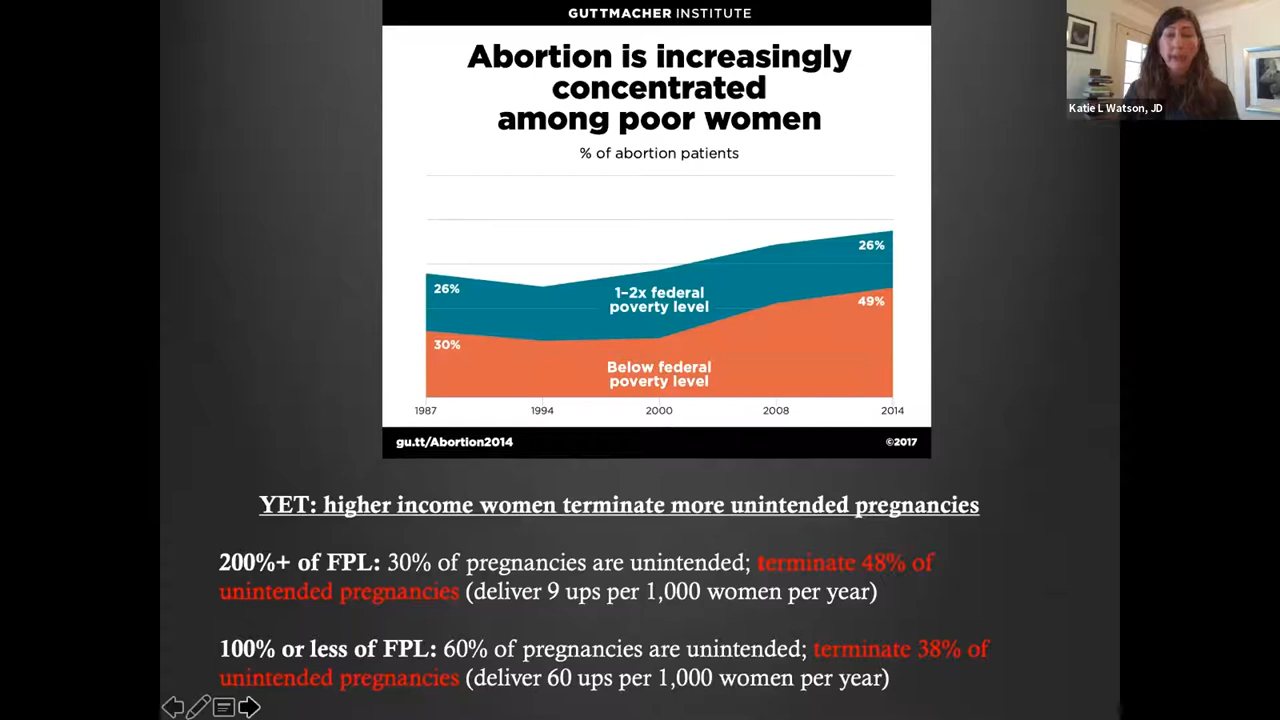 GUTTMACHER INSTITUTE
Abortion is increasingly
concentrated
among poor women
% of abortion patients
26%
30%
1–2x federal
poverty level
Below federal
poverty level
26%
49%
1987
1994
2000
2008
2014
gu.tt/Abortion2014
©2017
Katie L Watson, JD
YET: higher income women terminate more unintended pregnancies
200%+ of FPL: 30% of pregnancies are unintended; terminate 48% of
unintended pregnancies (deliver 9 ups per 1,000 women per year)
100% or less of FPL: 60% of pregnancies are unintended; terminate 38% of
unintended pregnancies (deliver 60 ups per 1,000 women per year)